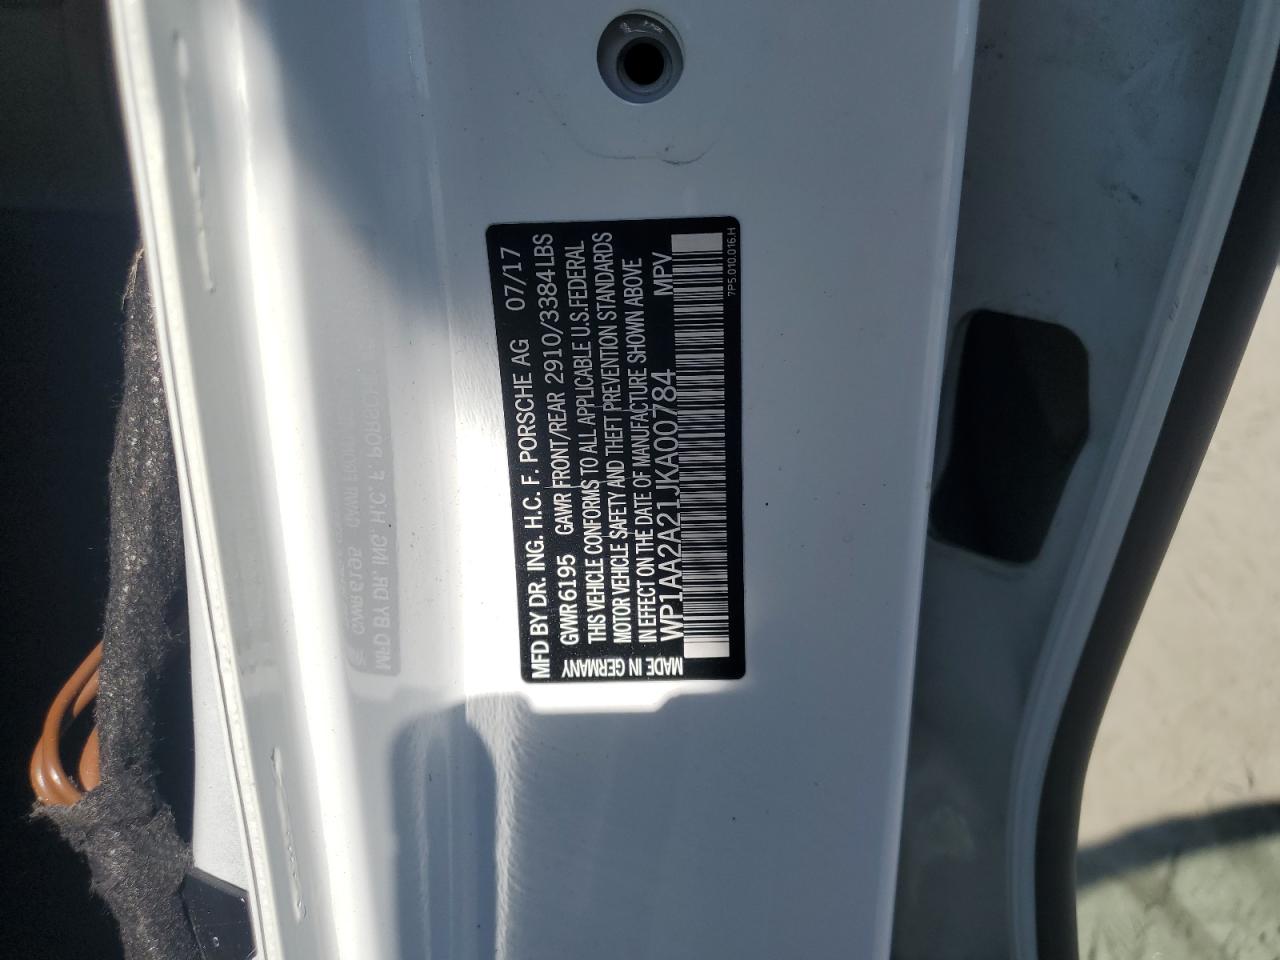 MFD BY DR. ING. H.C. F. PORSCHE AG 07/17
GVWR 6195 GAWR FRONT/REAR 2910/3384 LBS
THIS VEHICLE CONFORMS TO ALL APPLICABLE U.S.FEDERAL
MOTOR VEHICLE SAFETY AND THEFT PREVENTION STANDARDS
IN EFFECT ON THE DATE OF MANUFACTURE SHOWN ABOVE
WP1AA2A21JKA00784 MPV
MADE IN GERMANY
7P5.010.016.H